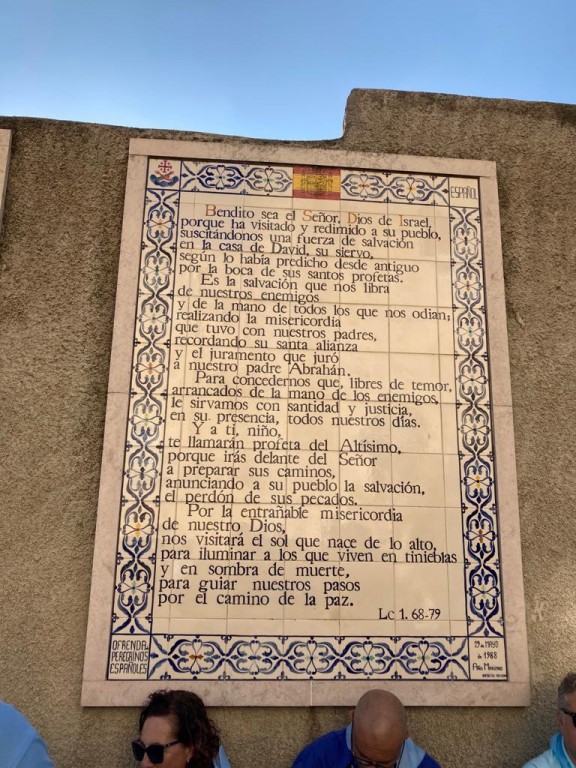 ESPAÑOL
Bendito sea el Señor, Dios de Israel,
porque ha visitado y redimido a su pueblo,
suscitándonos una fuerza de salvación
en la casa de David, su siervo,
según lo había predicho desde antiguo
por la boca de sus santos profetas.
Es la salvación que nos libra
de nuestros enemigos
y de la mano de todos los que nos odian,
realizando la misericordia
que tuvo con nuestros padres,
recordando su santa alianza
y el juramento que juró
a nuestro padre Abrahán.
Para concedernos que, libres de temor,
arrancados de la mano de los enemigos,
le sirvamos con santidad y justicia,
en su presencia, todos nuestros días.
Y a ti, niño,
te llamarán profeta del Altísimo,
porque irás delante del Señor
a preparar sus caminos,
anunciando a su pueblo la salvación,
el perdón de sus pecados.
Por la entrañable misericordia
de nuestro Dios,
nos visitará el sol que nace de lo alto,
para iluminar a los que viven en tinieblas
y en sombra de muerte,
para guiar nuestros pasos
por el camino de la paz.
Lc 1. 68-79
OFRENDA
PEREGRINOS
ESPAÑOLES
29 de MAYO
de 1988
Año Mariano